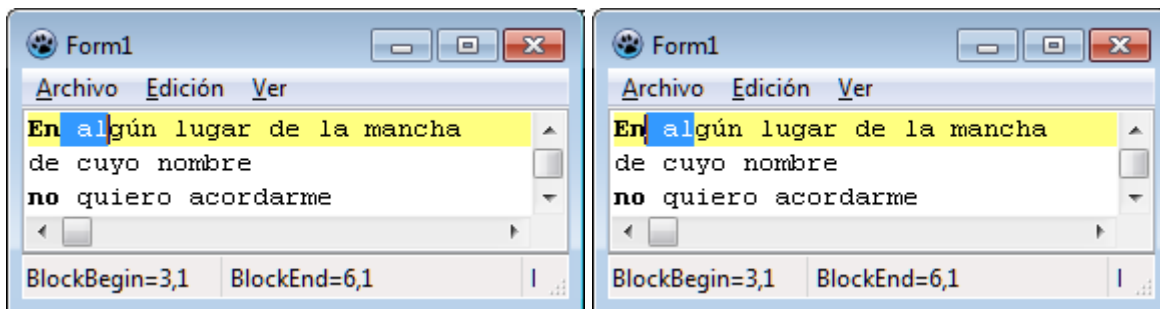 Form1
Archivo Edición Ver
En algún lugar de la mancha
de cuyo nombre
no quiero acordarme
BlockBegin=3,1 BlockEnd=6,1 I
Form1
Archivo Edición Ver
En algún lugar de la mancha
de cuyo nombre
no quiero acordarme
BlockBegin=3,1 BlockEnd=6,1 I